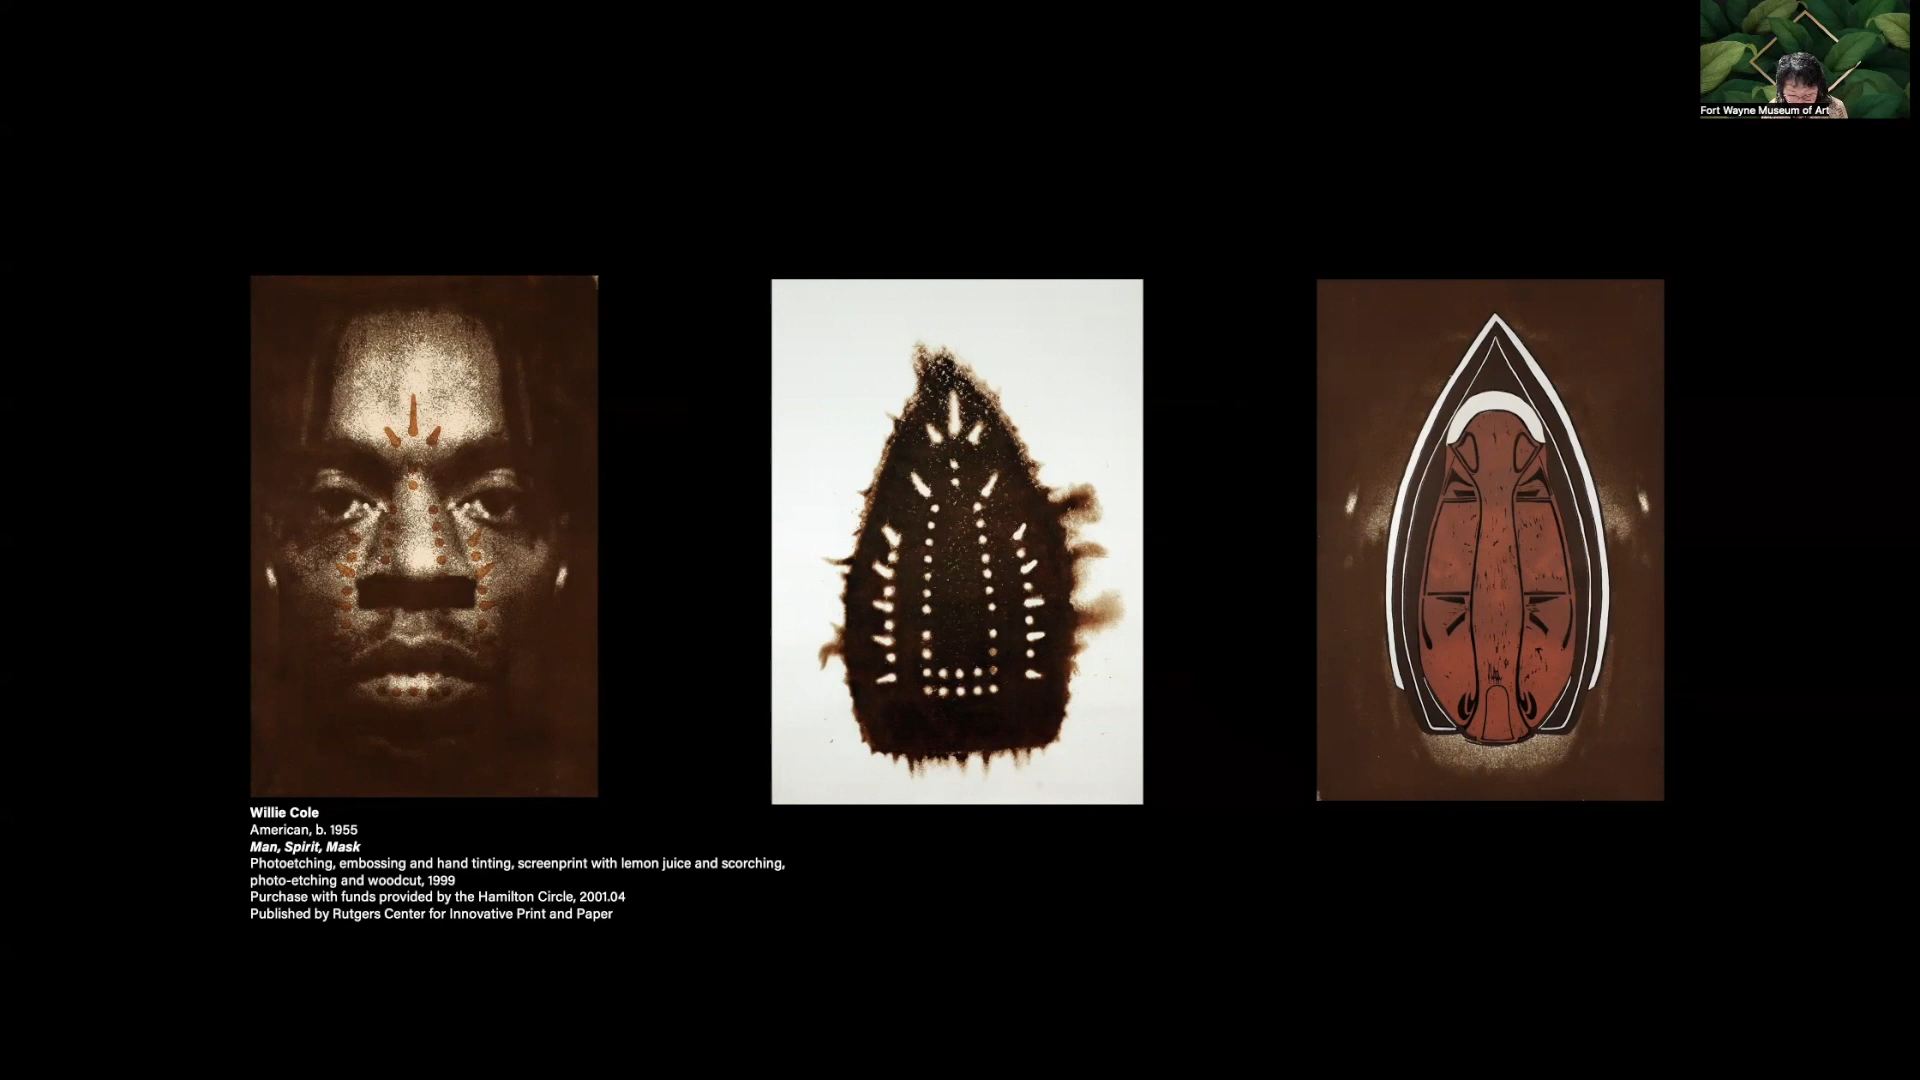 Fort Wayne Museum of Art
Willie Cole
American, b. 1955
Man, Spirit, Mask
Photoetching, embossing and hand tinting, screenprint with lemon juice and scorching,
photo-etching and woodcut, 1999
Purchase with funds provided by the Hamilton Circle, 2001.04
Published by Rutgers Center for Innovative Print and Paper